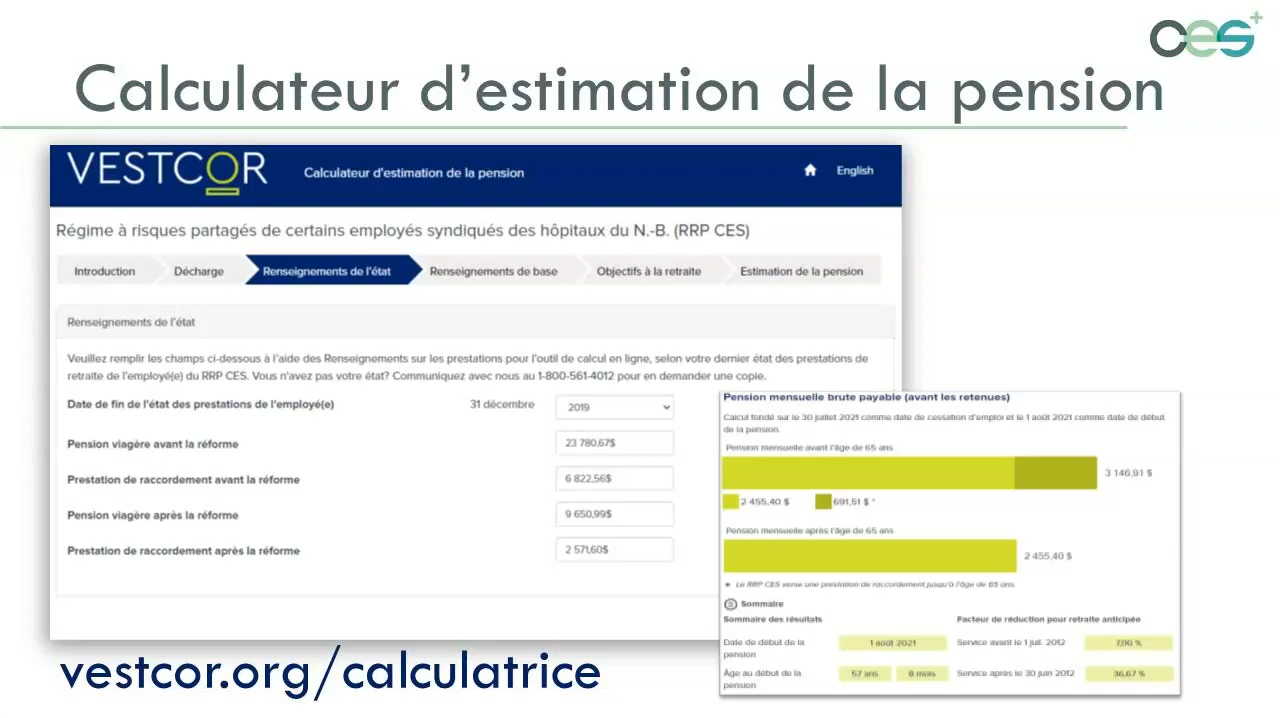 ces+
Calculateur d'estimation de la pension
VESTCOR
Calculateur d'estimation de la pension
English
Régime à risques partagés de certains employés syndiqués des hôpitaux du N.-B. (RRP CES)
Introduction
Décharge
Renseignements de l'état
Renseignements de base
Objectifs à la retraite
Estimation de la pension
Renseignements de l'état
Veuillez remplir les champs ci-dessous à l'aide des Renseignements sur les prestations pour l'outil de calcul en ligne, selon votre dernier état des prestations de
retraite de l'employé(e) du RRP CES. Vous n'avez pas votre état? Communiquez avec nous au 1-800-561-4012 pour en demander une copie.
Date de fin de l'état des prestations de l'employé(e)
31 décembre
2019
Pension viagère avant la réforme
23 780,67$
Prestation de raccordement avant la réforme
6 822,56$
Pension viagère après la réforme
9 650,99$
Prestation de raccordement après la réforme
2 571,60$
Pension mensuelle brute payable (avant les retenues)
Calcul fondé sur le 30 juillet 2021 comme date de cessation d'emploi et le 1 août 2021 comme date de début
de la pension.
Pension mensuelle avant l'âge de 65 ans
3 146,91 $
2 455,40 $
691,51 $ *
Pension mensuelle après l'âge de 65 ans
2 455,40 $
* Le RRP CES verse une prestation de raccordement jusqu'à l'âge de 65 ans.
Sommaire
Sommaire des résultats
Facteur de réduction pour retraite anticipée
Date de début de la
pension
1 août 2021
Service avant le 1 juil. 2012
7,00 %
Âge au début de la
pension
57 ans
8 mois
Service après le 30 juin 2012
36,67 %
vestcor.org/calculatrice